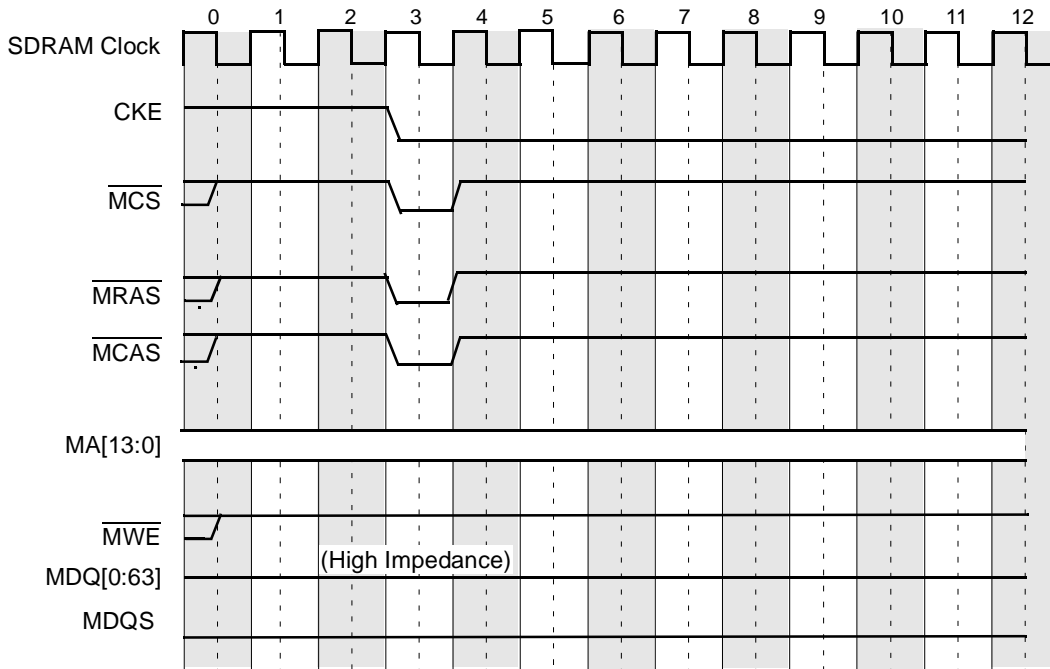 0 1 2 3 4 5 6 7 8 9 10 11 12
SDRAM Clock
CKE
MCS
MRAS
MCAS
MA[13:0]
MWE
(High Impedance)
MDQ[0:63]
MDQS